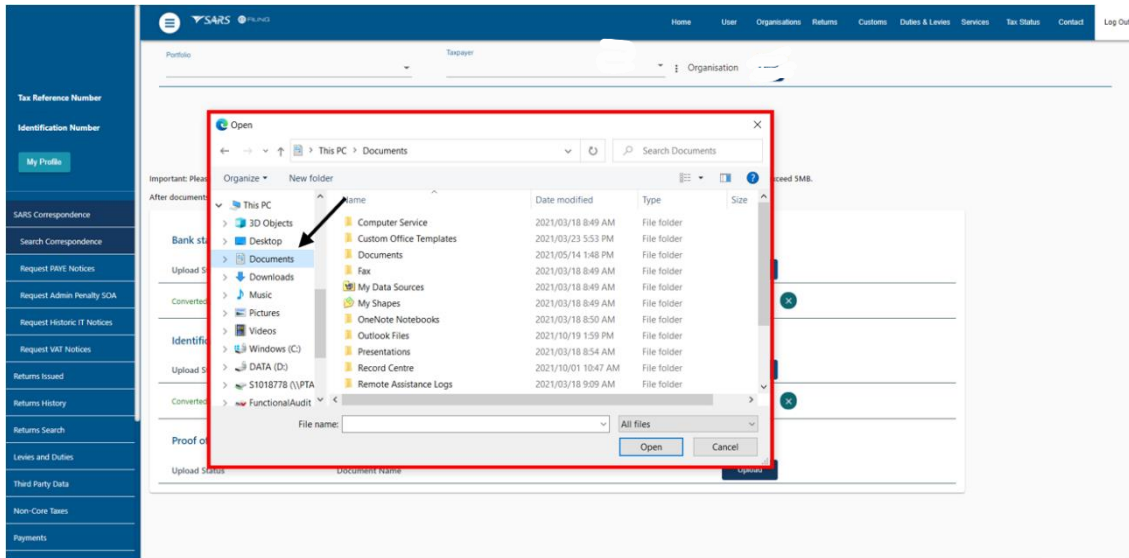 SARS eFILING
Home User Organisations Returns Customs Duties & Levies Services Tax Status Contact Log Out
Portfolio
Taxpayer
Organisation
Tax Reference Number
Identification Number
My Profile
SARS Correspondence
Search Correspondence
Request PAYE Notices
Request Admin Penalty SOA
Request Historic IT Notices
Request VAT Notices
Returns Issued
Returns History
Returns Search
Levies and Duties
Third Party Data
Non-Core Taxes
Payments
Important: Pleas
ceed 5MB.
After document
Bank sta
Upload S
Converted
Identific
Upload S
Converted
Proof of
Upload Status Document Name Upload
Open
This PC > Documents
Search Documents
Organize New folder
This PC
3D Objects
Desktop
Documents
Downloads
Music
Pictures
Videos
Windows (C:)
DATA (D:)
S1018778 (\\PTA
FunctionalAudit
Name Date modified Type Size
Computer Service 2021/03/18 8:49 AM File folder
Custom Office Templates 2021/03/23 5:53 PM File folder
Documents 2021/05/14 1:48 PM File folder
Fax 2021/03/18 8:49 AM File folder
My Data Sources 2021/03/18 8:49 AM File folder
My Shapes 2021/03/18 8:49 AM File folder
OneNote Notebooks 2021/03/18 8:50 AM File folder
Outlook Files 2021/10/19 1:59 PM File folder
Presentations 2021/03/18 8:54 AM File folder
Record Centre 2021/10/01 10:47 AM File folder
Remote Assistance Logs 2021/03/18 9:09 AM File folder
File name:
All files
Open Cancel